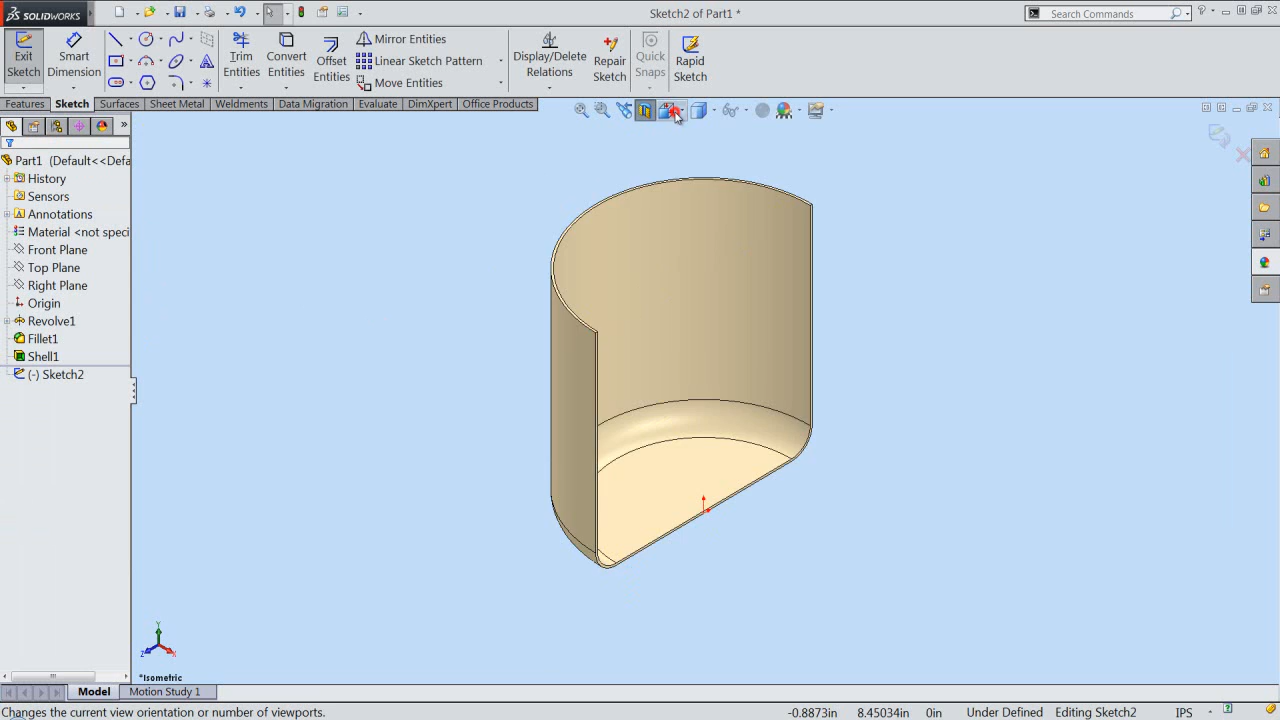 SOLIDWORKS
Sketch2 of Part1 *
Search Commands
Exit Sketch
Smart Dimension
Trim Entities
Convert Entities
Offset Entities
Mirror Entities
Linear Sketch Pattern
Move Entities
Display/Delete Relations
Repair Sketch
Quick Snaps
Rapid Sketch
Features Sketch Surfaces Sheet Metal Weldments Data Migration Evaluate DimXpert Office Products
Part1 (Default<<Defa
History
Sensors
Annotations
Material <not speci
Front Plane
Top Plane
Right Plane
Origin
Revolve1
Fillet1
Shell1
(-) Sketch2
Y
Z
X
*Isometric
Model Motion Study 1
Changes the current view orientation or number of viewports. -0.8873in 8.45034in 0in Under Defined Editing Sketch2 IPS